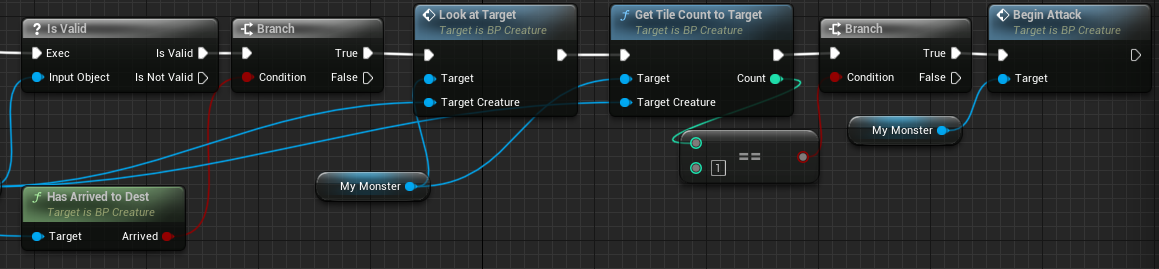 Is Valid
Exec
Is Valid
Input Object
Is Not Valid
Branch
True
Condition
False
Look at Target
Target is BP Creature
Target
Target Creature
Get Tile Count to Target
Target is BP Creature
Target
Count
Target Creature
Branch
True
Condition
False
Begin Attack
Target is BP Creature
Target
My Monster
==
1
My Monster
Has Arrived to Dest
Target is BP Creature
Target
Arrived